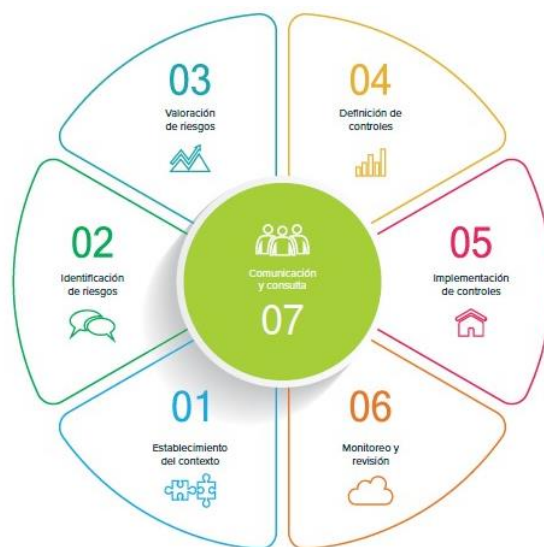 03
Valoración
de riesgos
04
Definición de
controles
02
Identificación
de riesgos
Comunicación
y consulta
07
05
Implementación
de controles
01
Establecimiento
del contexto
06
Monitoreo y
revisión